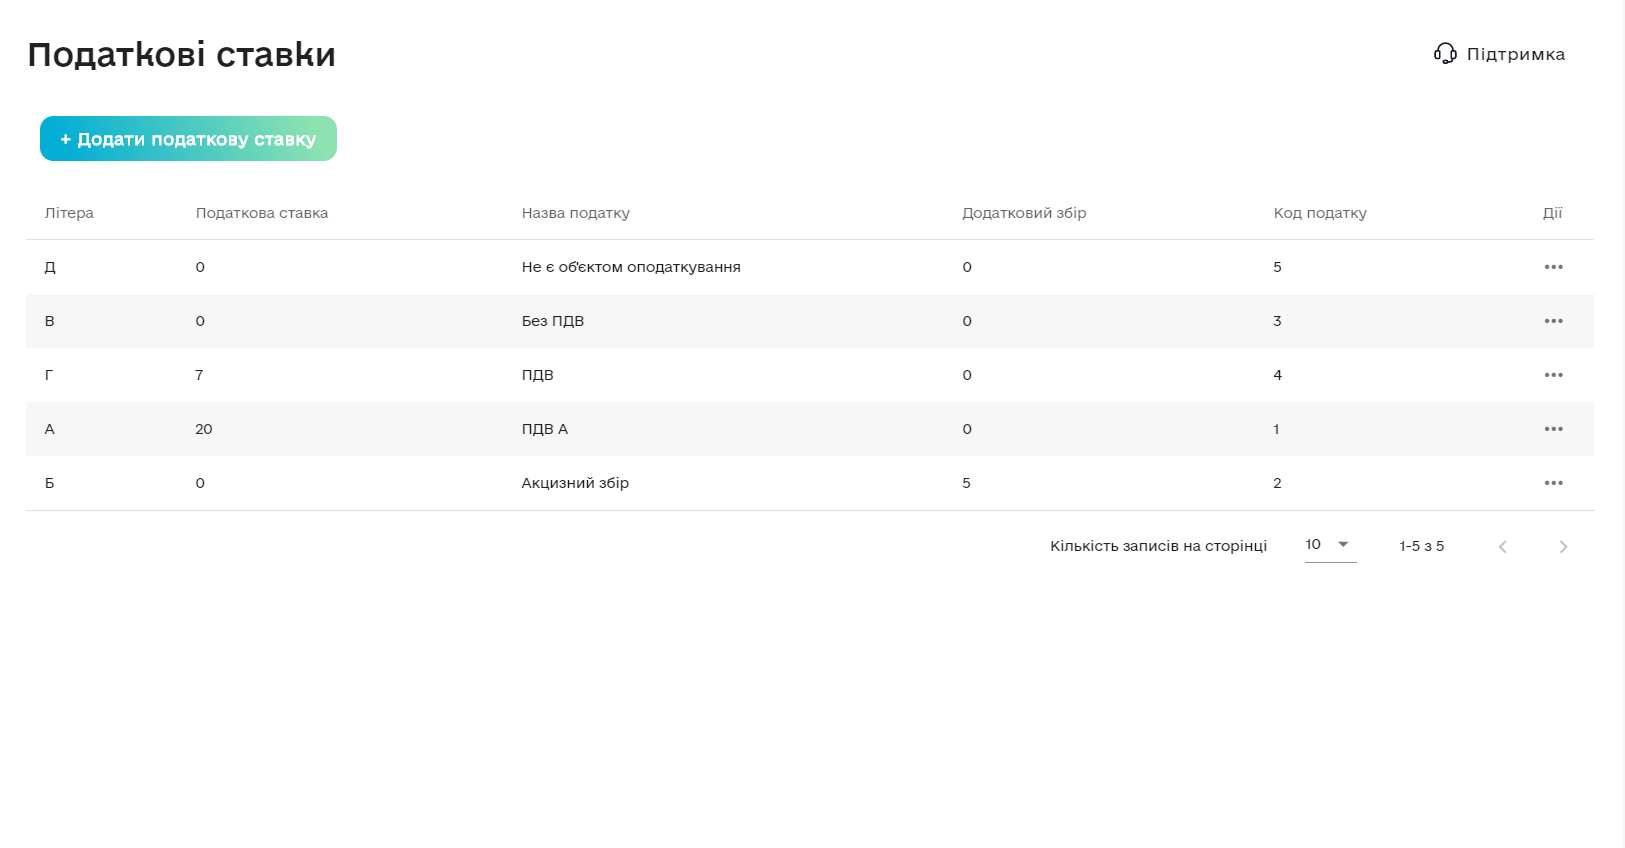 Податкові ставки
Підтримка
+ Додати податкову ставку
Літера Податкова ставка Назва податку Додатковий збір Код податку Дії
Д 0 Не є об'єктом оподаткування 0 5
В 0 Без ПДВ 0 3
Г 7 ПДВ 0 4
А 20 ПДВ А 0 1
Б 0 Акцизний збір 5 2
Кількість записів на сторінці 10 1-5 з 5